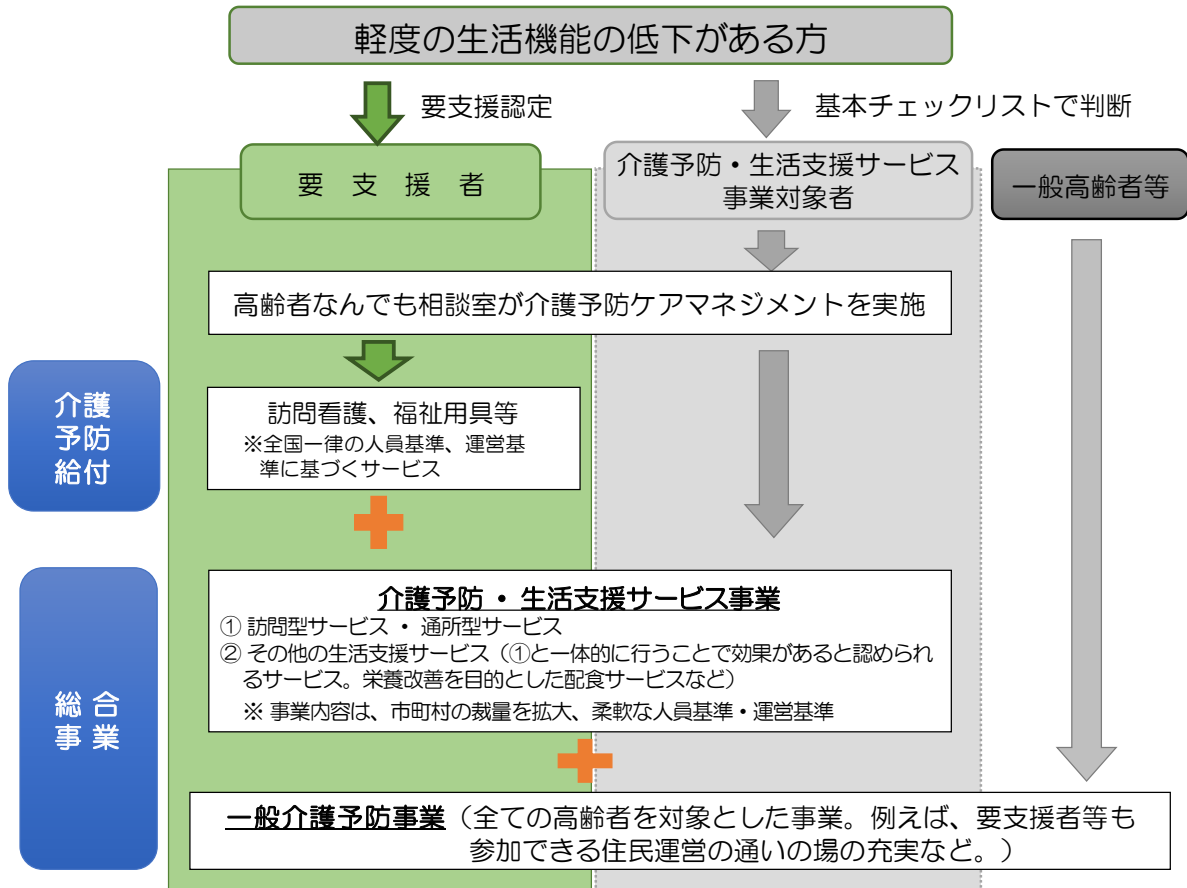 軽度の生活機能の低下がある方
要支援認定
基本チェックリストで判断
要 支 援 者
介護予防・生活支援サービス
事業対象者
一般高齢者等
高齢者なんでも相談室が介護予防ケアマネジメントを実施
介護
予防
給付
訪問看護、福祉用具等
※全国一律の人員基準、運営基
準に基づくサービス
総 合
事 業
介護予防 ・ 生活支援サービス事業
① 訪問型サービス ・ 通所型サービス
② その他の生活支援サービス（①と一体的に行うことで効果があると認められ
るサービス。栄養改善を目的とした配食サービスなど）
※ 事業内容は、市町村の裁量を拡大、柔軟な人員基準・運営基準
一般介護予防事業（全ての高齢者を対象とした事業。例えば、要支援者等も
参加できる住民運営の通いの場の充実など。）